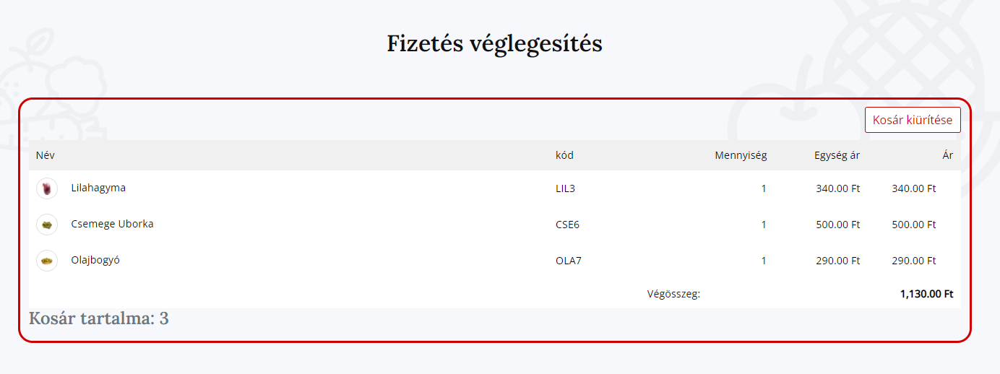 Fizetés véglegesítés
Kosár kiürítése
Név kód Mennyiség Egység ár Ár
Lilahagyma LIL3 1 340.00 Ft 340.00 Ft
Csemege Uborka CSE6 1 500.00 Ft 500.00 Ft
Olajbogyó OLA7 1 290.00 Ft 290.00 Ft
Végösszeg: 1,130.00 Ft
Kosár tartalma: 3